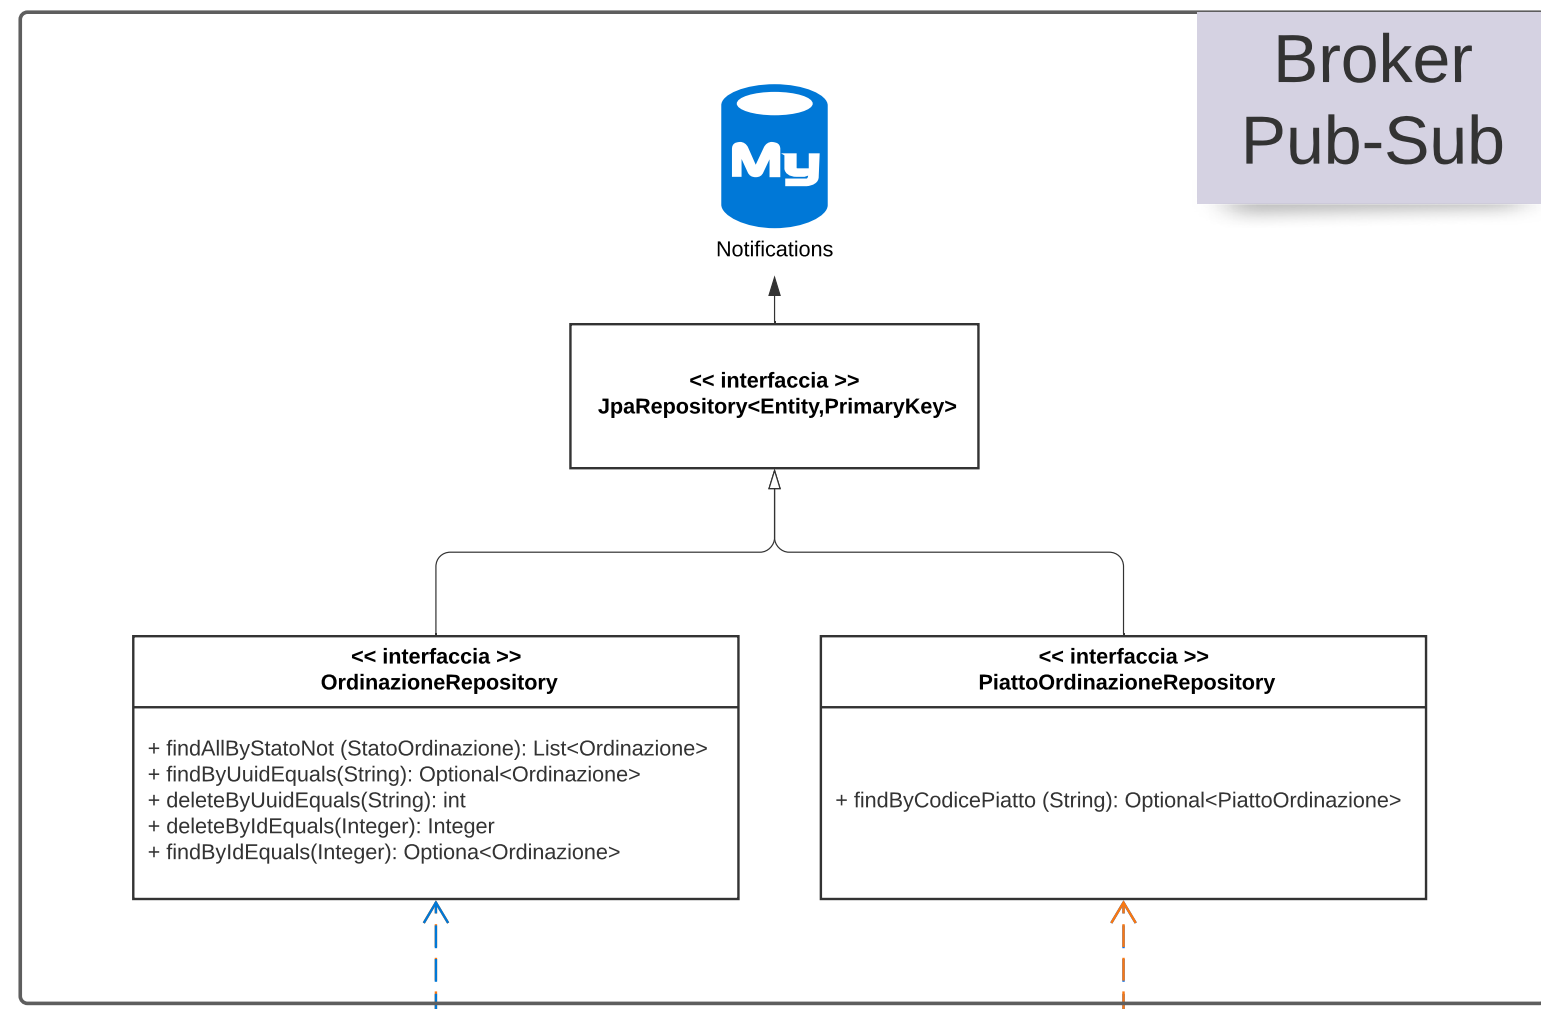 Broker
Pub-Sub
My
Notifications
<< interfaccia >>
JpaRepository<Entity,PrimaryKey>
<< interfaccia >>
OrdinazioneRepository
+ findAllByStatoNot (StatoOrdinazione): List<Ordinazione>
+ findByUuidEquals(String): Optional<Ordinazione>
+ deleteByUuidEquals(String): int
+ deleteByIdEquals(Integer): Integer
+ findByIdEquals(Integer): Optiona<Ordinazione>
<< interfaccia >>
PiattoOrdinazioneRepository
+ findByCodicePiatto (String): Optional<PiattoOrdinazione>